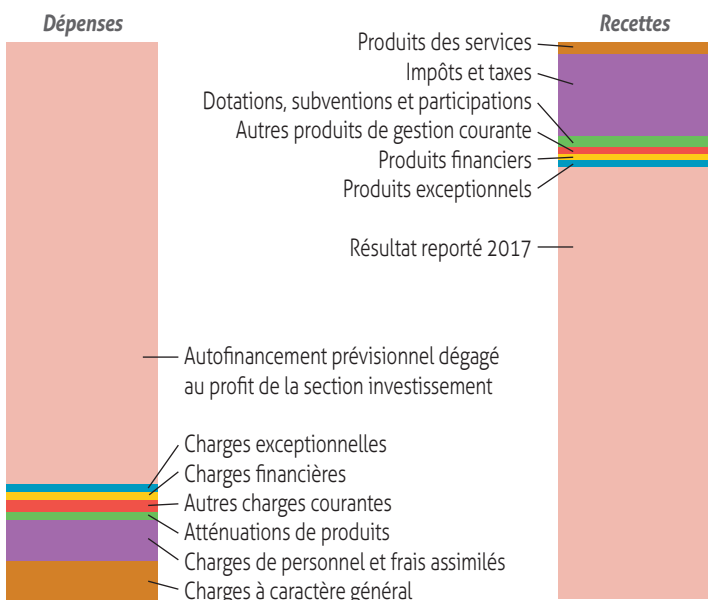 Dépenses
Recettes
Produits des services
Impôts et taxes
Dotations, subventions et participations
Autres produits de gestion courante
Produits financiers
Produits exceptionnels
Résultat reporté 2017
Autofinancement prévisionnel dégagé
au profit de la section investissement
Charges exceptionnelles
Charges financières
Autres charges courantes
Atténuations de produits
Charges de personnel et frais assimilés
Charges à caractère général